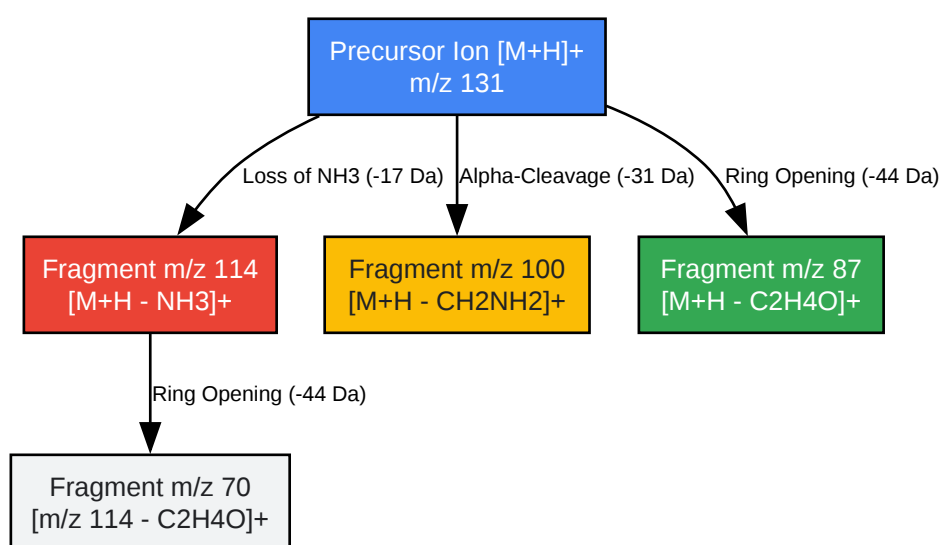 Precursor Ion [M+H]+
m/z 131
Loss of NH3 (-17 Da)
Alpha-Cleavage (-31 Da)
Ring Opening (-44 Da)
Fragment m/z 114
[M+H - NH3]+
Fragment m/z 100
[M+H - CH2NH2]+
Fragment m/z 87
[M+H - C2H4O]+
Ring Opening (-44 Da)
Fragment m/z 70
[m/z 114 - C2H4O]+